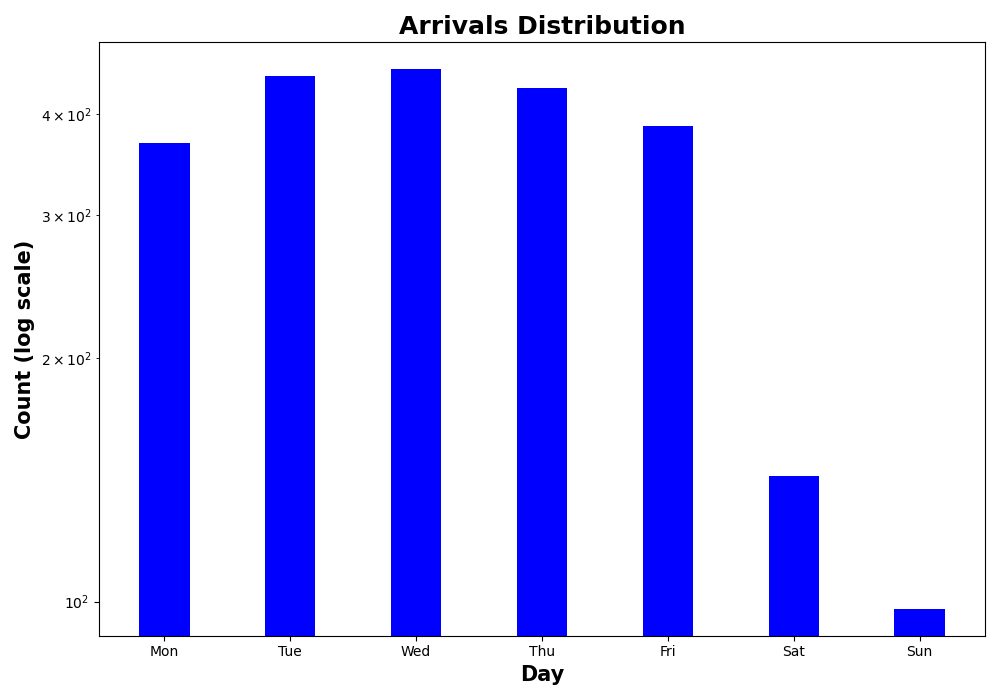 Arrivals Distribution
Count (log scale)
4 × 10²
3 × 10²
2 × 10²
10²
Mon Tue Wed Thu Fri Sat Sun
Day